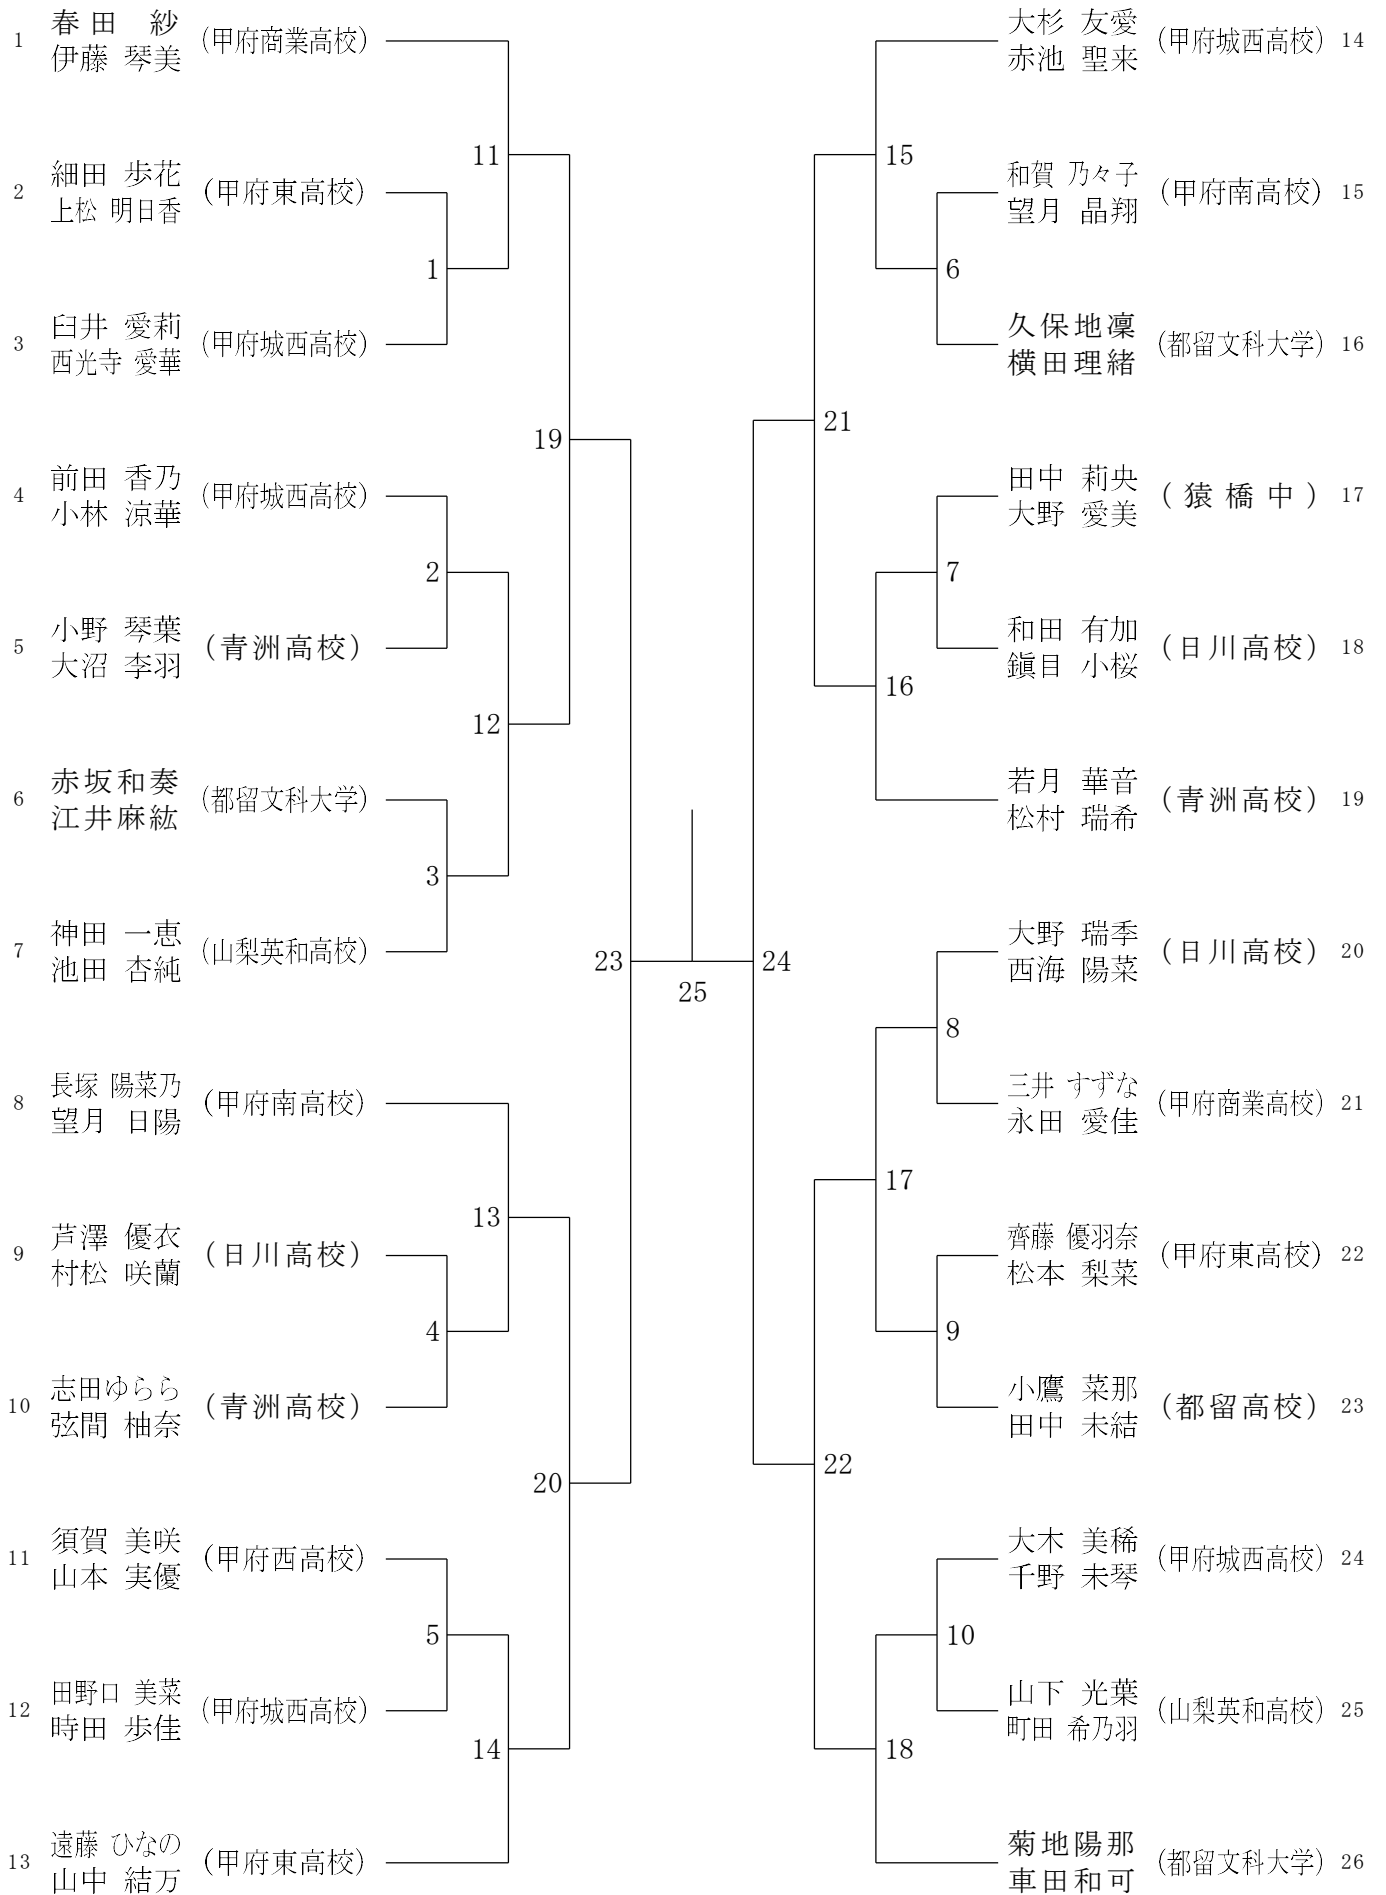 1 春田 紗 (甲府商業高校)
伊藤 琴美
2 細田 歩花 (甲府東高校)
上松 明日香
3 臼井 愛莉 (甲府城西高校)
西光寺 愛華
4 前田 香乃 (甲府城西高校)
小林 涼華
5 小野 琴葉 (青洲高校)
大沼 李羽
6 赤坂和奏 (都留文科大学)
江井麻紘
7 神田 一恵 (山梨英和高校)
池田 杏純
8 長塚 陽菜乃 (甲府南高校)
望月 日陽
9 芦澤 優衣 (日川高校)
村松 咲蘭
10 志田ゆらら (青洲高校)
弦間 柚奈
11 須賀 美咲 (甲府西高校)
山本 実優
12 田野口 美菜 (甲府城西高校)
時田 歩佳
13 遠藤 ひなの (甲府東高校)
山中 結万
1
2
3
4
5
11
12
13
14
19
20
23
25
24
21
22
15
16
17
18
6
7
8
9
10
大杉 友愛 (甲府城西高校) 14
赤池 聖来
和賀 乃々子 (甲府南高校) 15
望月 晶翔
久保地凜 (都留文科大学) 16
横田理緒
田中 莉央 (猿橋中) 17
大野 愛美
和田 有加 (日川高校) 18
鎭目 小桜
若月 華音 (青洲高校) 19
松村 瑞希
大野 瑞季 (日川高校) 20
西海 陽菜
三井 すずな (甲府商業高校) 21
永田 愛佳
齊藤 優羽奈 (甲府東高校) 22
松本 梨菜
小鷹 菜那 (都留高校) 23
田中 未結
大木 美稀 (甲府城西高校) 24
千野 未琴
山下 光葉 (山梨英和高校) 25
町田 希乃羽
菊地陽那 (都留文科大学) 26
車田和可